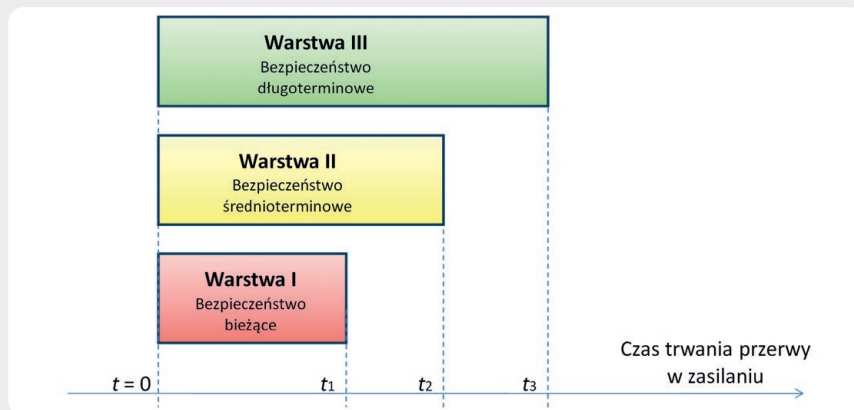 Warstwa III
Bezpieczeństwo
długoterminowe
Warstwa II
Bezpieczeństwo
średnioterminowe
Warstwa I
Bezpieczeństwo
bieżące
Czas trwania przerwy
w zasilaniu
t = 0
t1
t2
t3